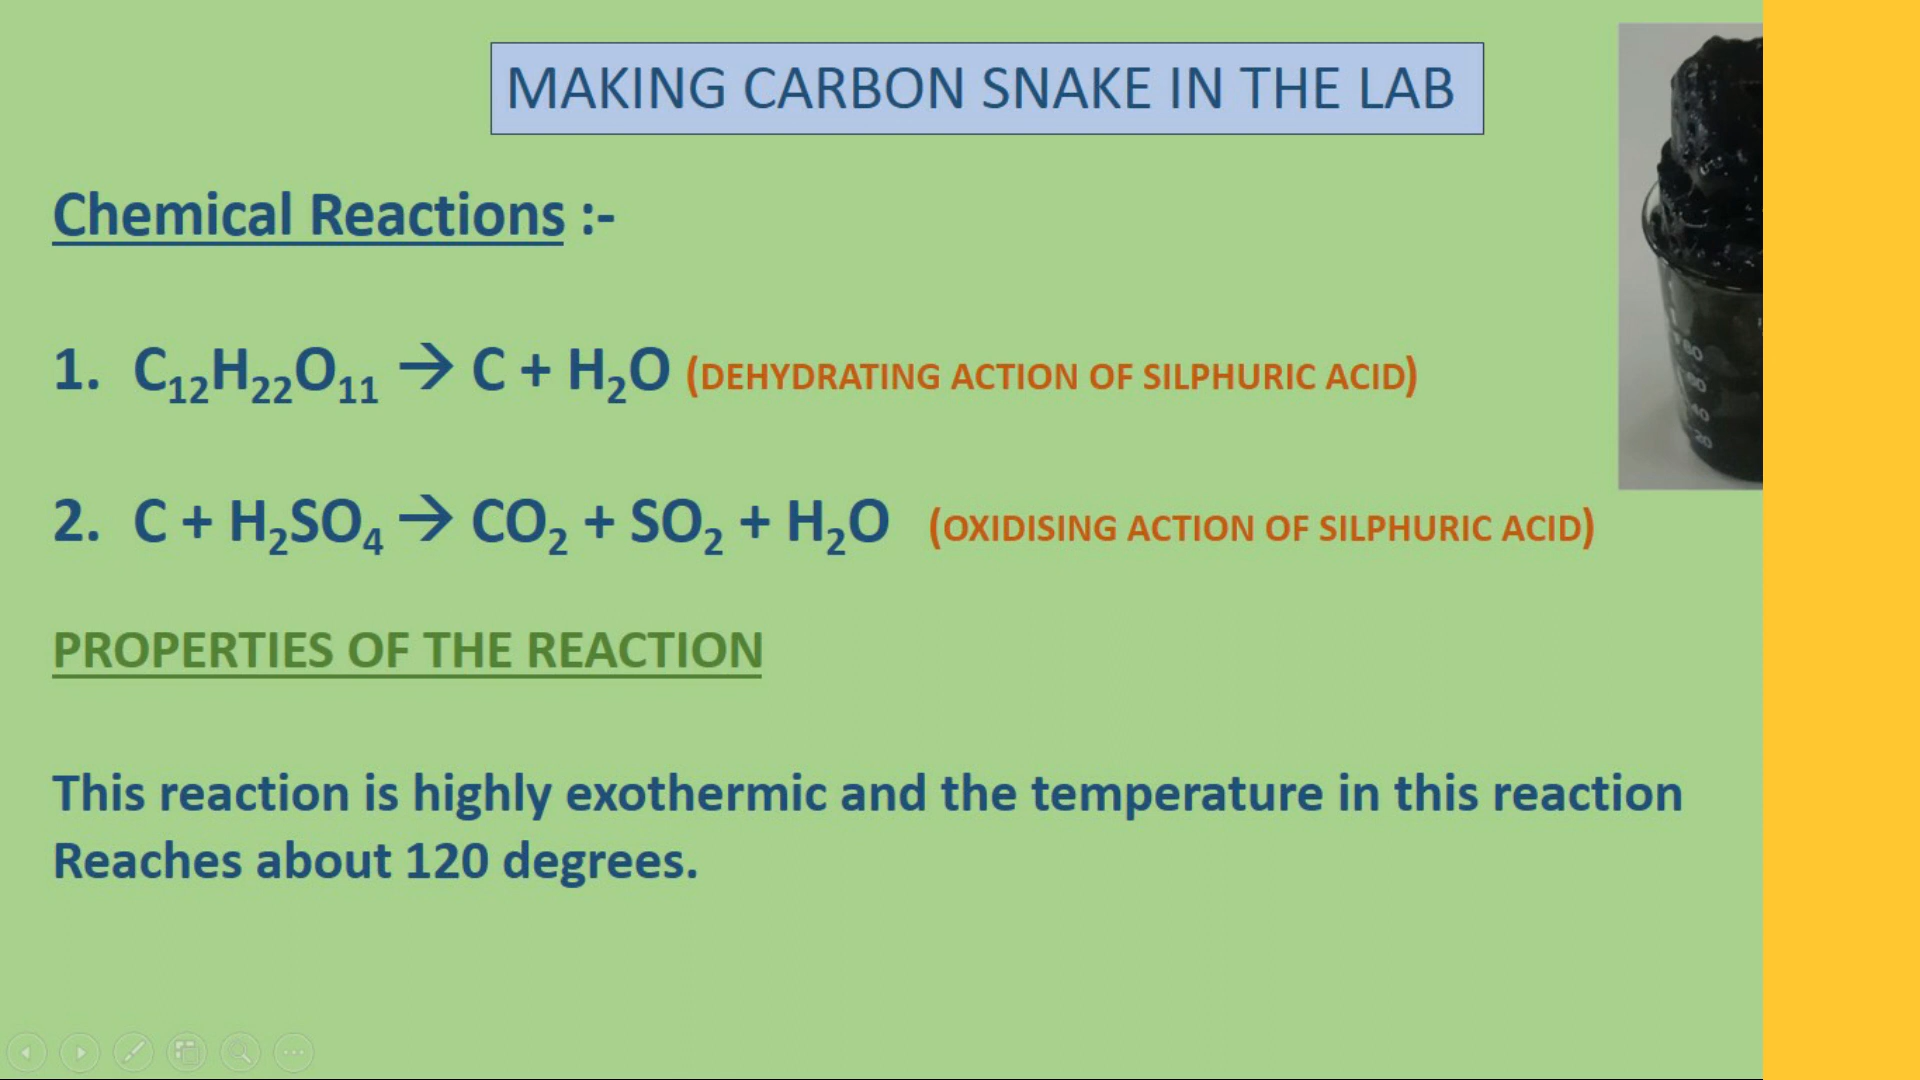 MAKING CARBON SNAKE IN THE LAB
Chemical Reactions :-
1. C₁₂H₂₂O₁₁ → C + H₂O (DEHYDRATING ACTION OF SILPHURIC ACID)
2. C + H₂SO₄ → CO₂ + SO₂ + H₂O (OXIDISING ACTION OF SILPHURIC ACID)
PROPERTIES OF THE REACTION
This reaction is highly exothermic and the temperature in this reaction
Reaches about 120 degrees.
40
20